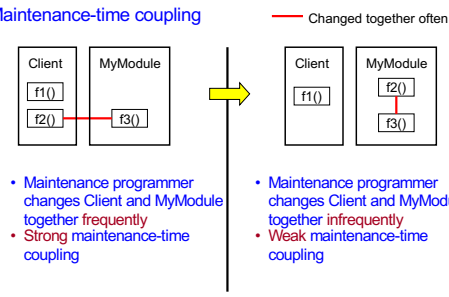 Maintenance-time coupling
Changed together often
Client
MyModule
f1()
f2()
f3()
• Maintenance programmer
changes Client and MyModule
together frequently
• Strong maintenance-time
coupling
Client
MyModule
f1()
f2()
f3()
• Maintenance programmer
changes Client and
together infrequently
• Weak maintenance-time
coupling